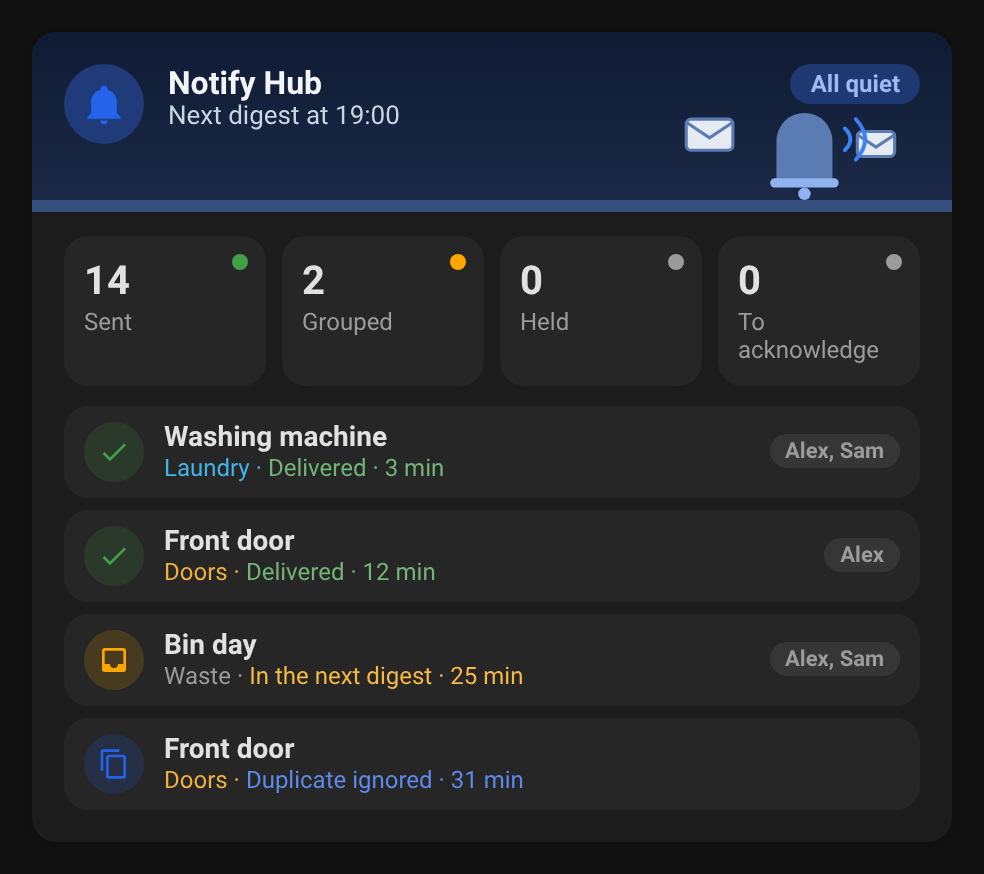 Notify Hub
Next digest at 19:00
All quiet
14
Sent
2
Grouped
0
Held
0
To
acknowledge
Washing machine
Laundry · Delivered · 3 min
Alex, Sam
Front door
Doors · Delivered · 12 min
Alex
Bin day
Waste · In the next digest · 25 min
Alex, Sam
Front door
Doors · Duplicate ignored · 31 min